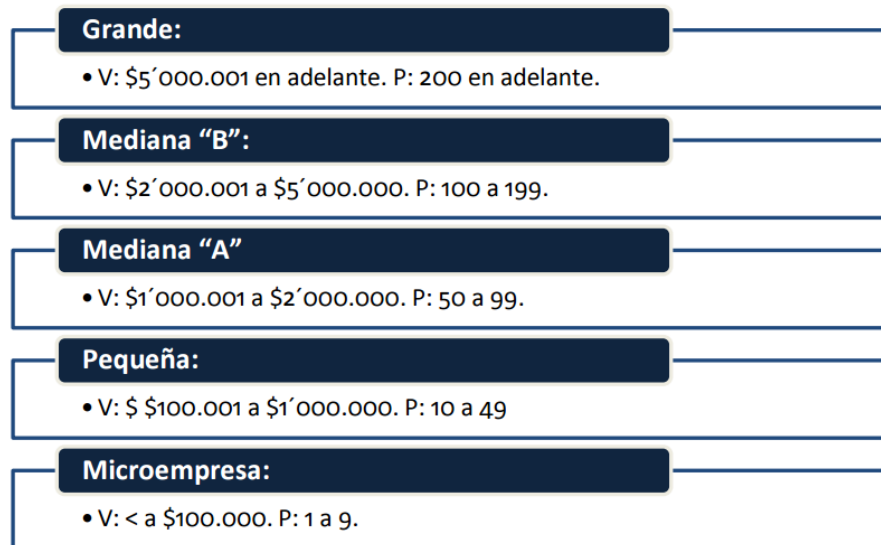 Grande:
• V: $5´000.001 en adelante. P: 200 en adelante.
Mediana “B”:
• V: $2´000.001 a $5´000.000. P: 100 a 199.
Mediana “A”
• V: $1´000.001 a $2´000.000. P: 50 a 99.
Pequeña:
• V: $ $100.001 a $1´000.000. P: 10 a 49
Microempresa:
• V: < a $100.000. P: 1 a 9.